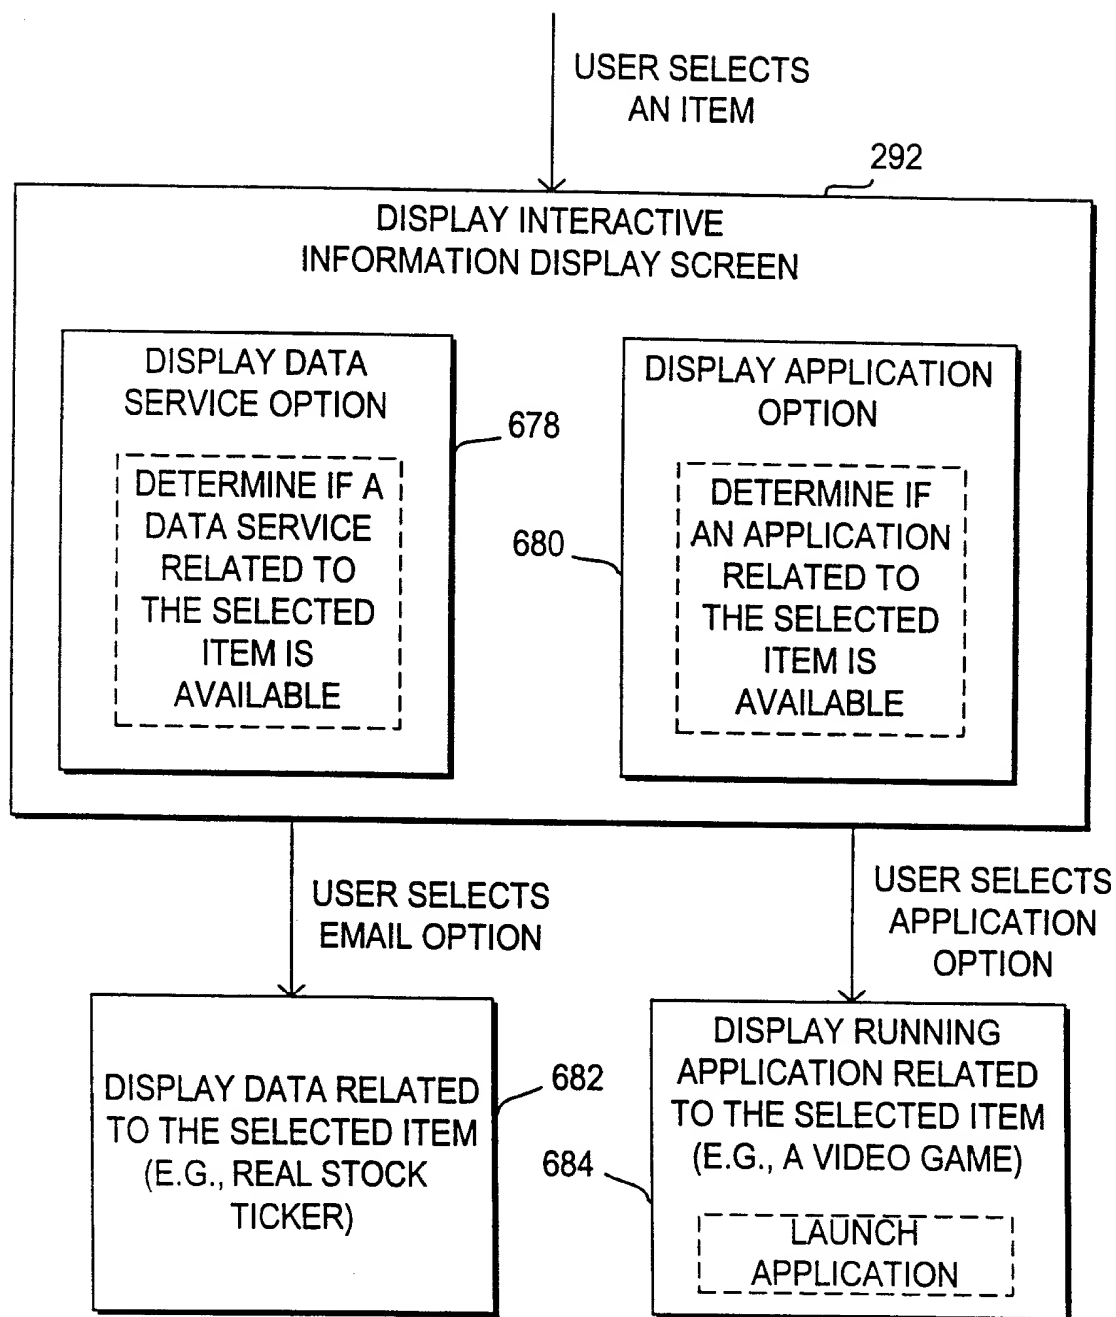 USER SELECTS
AN ITEM
292
DISPLAY INTERACTIVE
INFORMATION DISPLAY SCREEN
DISPLAY DATA
SERVICE OPTION
678
DETERMINE IF A
DATA SERVICE
RELATED TO
THE SELECTED
ITEM IS
AVAILABLE
DISPLAY APPLICATION
OPTION
680
DETERMINE IF
AN APPLICATION
RELATED TO
THE SELECTED
ITEM IS
AVAILABLE
USER SELECTS
EMAIL OPTION
USER SELECTS
APPLICATION
OPTION
DISPLAY DATA RELATED
TO THE SELECTED ITEM
(E.G., REAL STOCK
TICKER)
682
DISPLAY RUNNING
APPLICATION RELATED
TO THE SELECTED ITEM
(E.G., A VIDEO GAME)
684
LAUNCH
APPLICATION